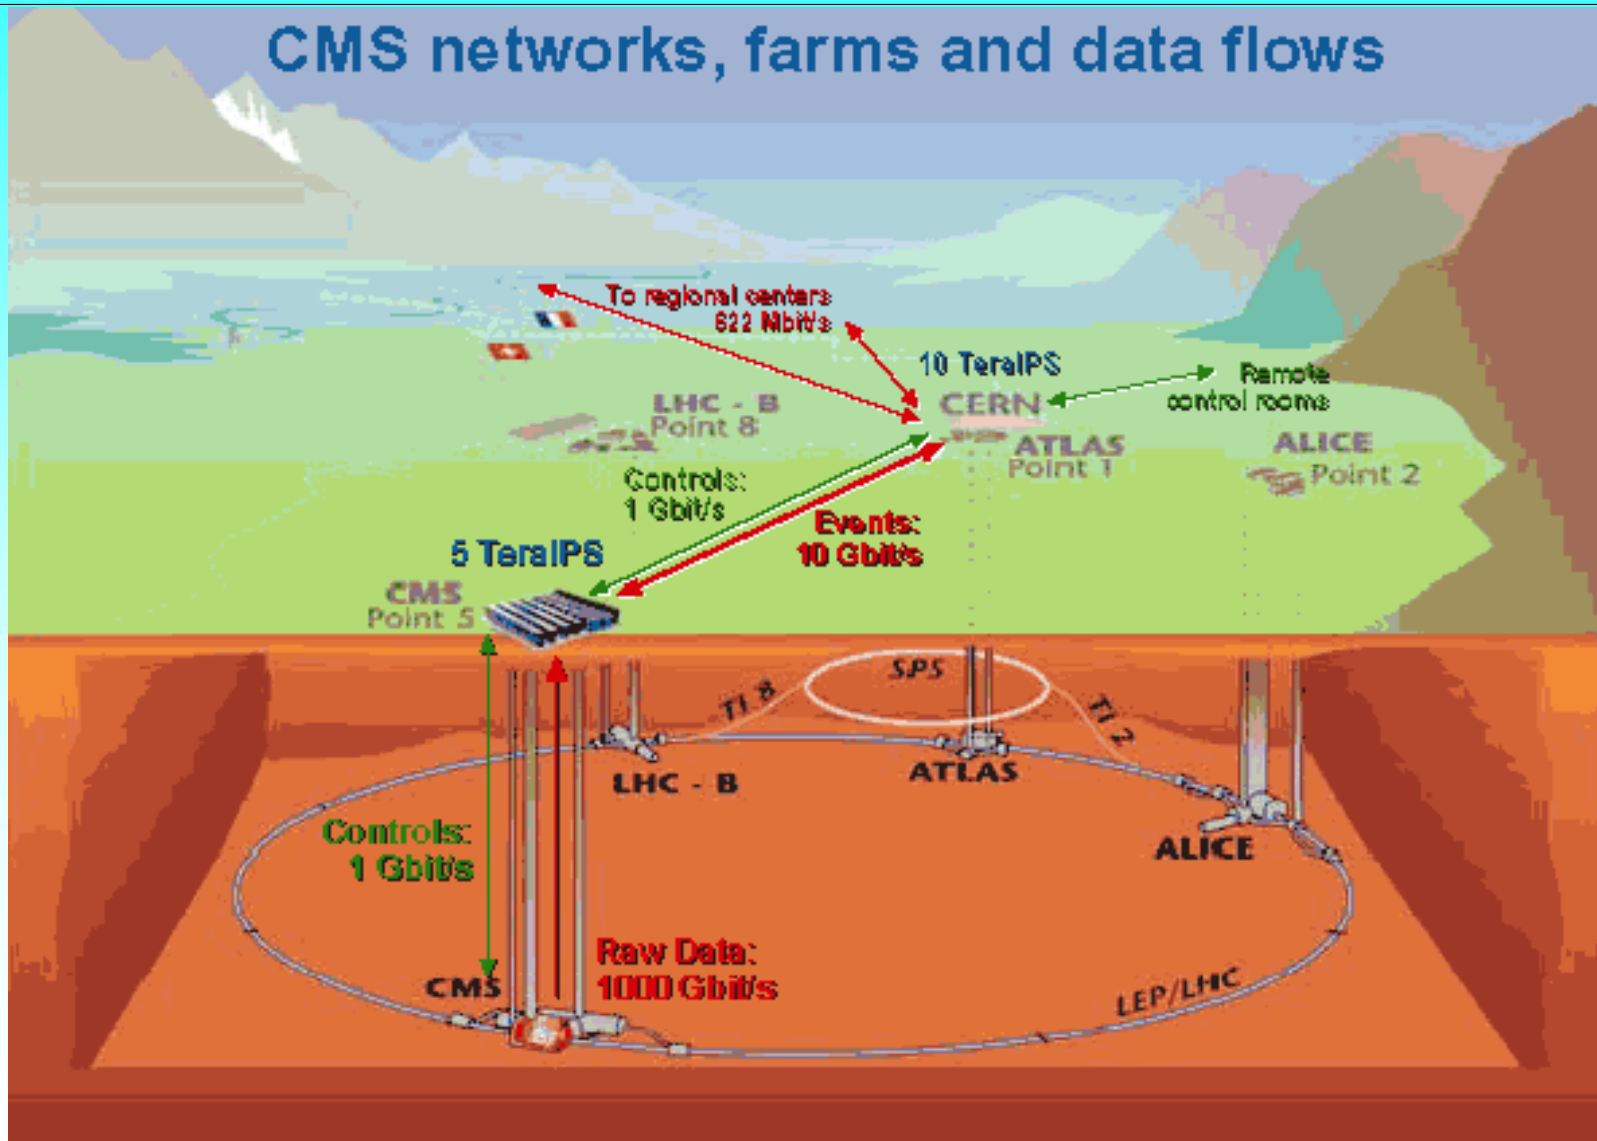 CMS networks, farms and data flows
To regional centers
622 Mbit/s
10 TeraIPS
Remote
control rooms
CERN
LHC - B
Point 8
ATLAS
Point 1
ALICE
Point 2
Controls:
1 Gbit/s
Events:
10 Gbit/s
5 TeraIPS
CMS
Point 5
SPS
TI 8
TI 2
LHC - B
ATLAS
ALICE
Controls:
1 Gbit/s
Raw Data:
1000 Gbit/s
CMS
LEP/LHC